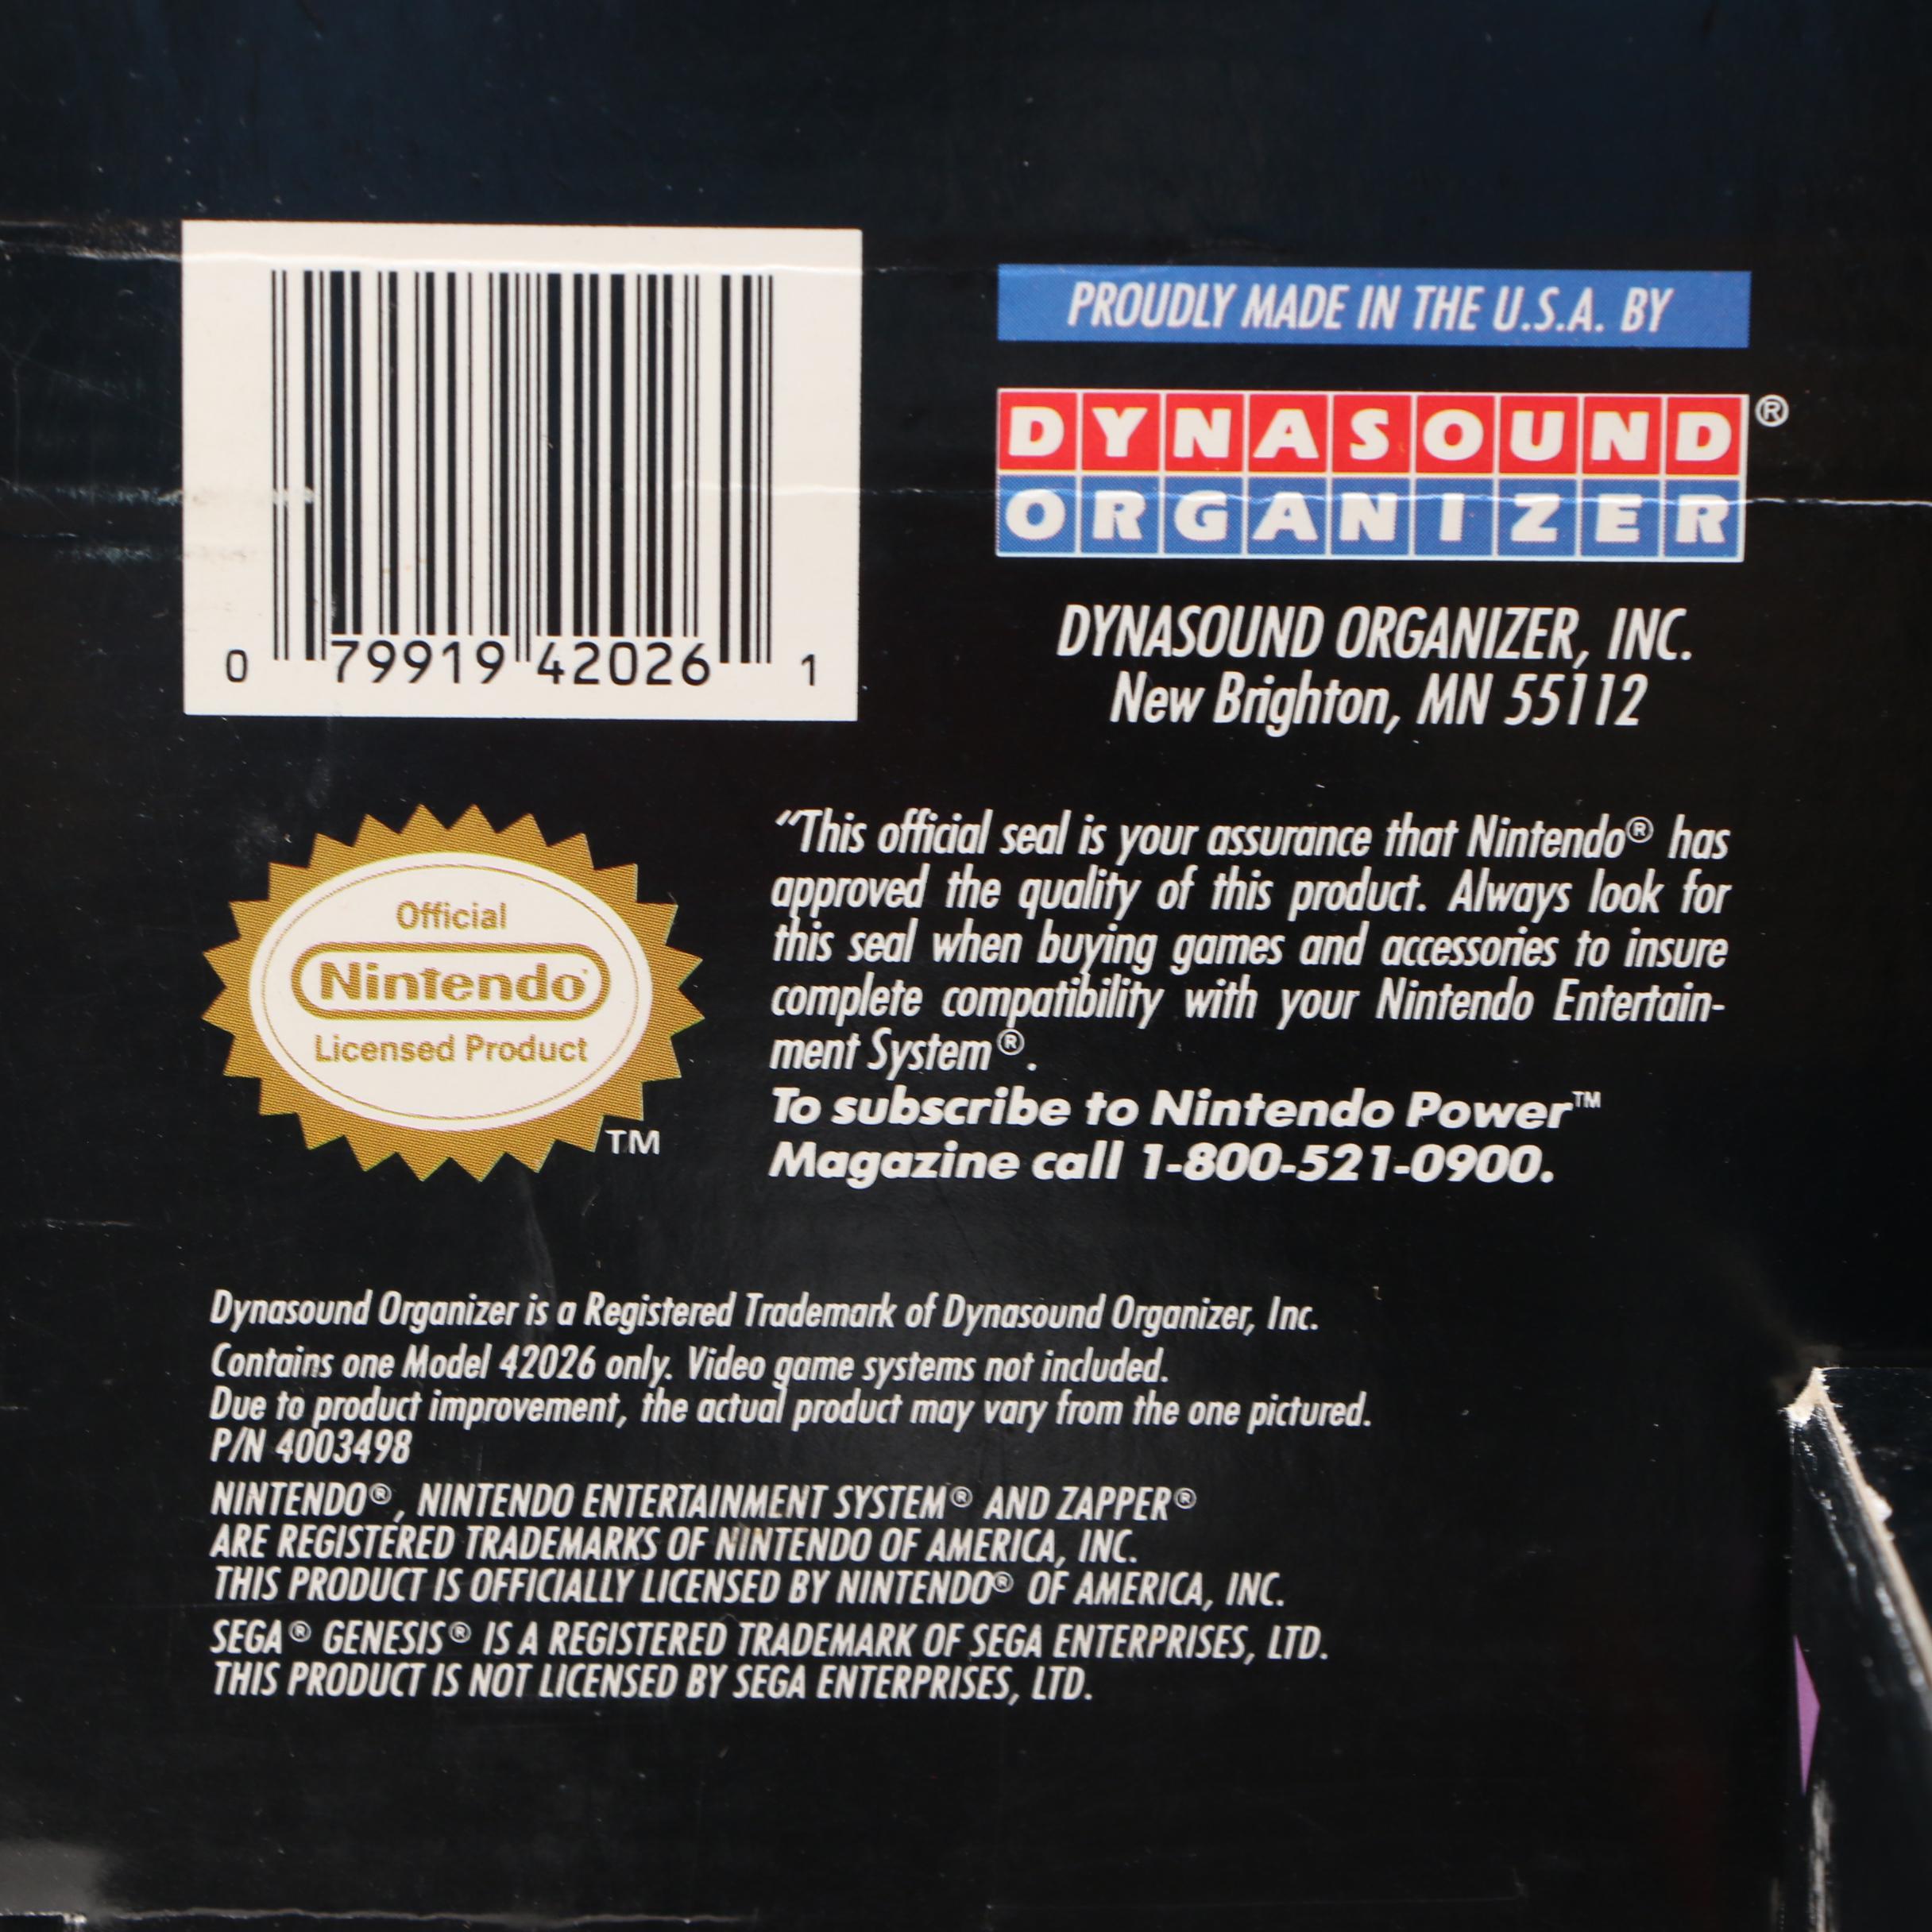 0 79919 42026 1
PROUDLY MADE IN THE U.S.A. BY
DYNASOUND®
ORGANIZER
DYNASOUND ORGANIZER, INC.
New Brighton, MN 55112
Official
Nintendo
Licensed Product
TM
"This official seal is your assurance that Nintendo® has
approved the quality of this product. Always look for
this seal when buying games and accessories to insure
complete compatibility with your Nintendo Entertain-
ment System®.
To subscribe to Nintendo Power™
Magazine call 1-800-521-0900.
Dynasound Organizer is a Registered Trademark of Dynasound Organizer, Inc.
Contains one Model 42026 only. Video game systems not included.
Due to product improvement, the actual product may vary from the one pictured.
P/N 4003498
NINTENDO®, NINTENDO ENTERTAINMENT SYSTEM® AND ZAPPER®
ARE REGISTERED TRADEMARKS OF NINTENDO OF AMERICA, INC.
THIS PRODUCT IS OFFICIALLY LICENSED BY NINTENDO® OF AMERICA, INC.
SEGA® GENESIS® IS A REGISTERED TRADEMARK OF SEGA ENTERPRISES, LTD.
THIS PRODUCT IS NOT LICENSED BY SEGA ENTERPRISES, LTD.